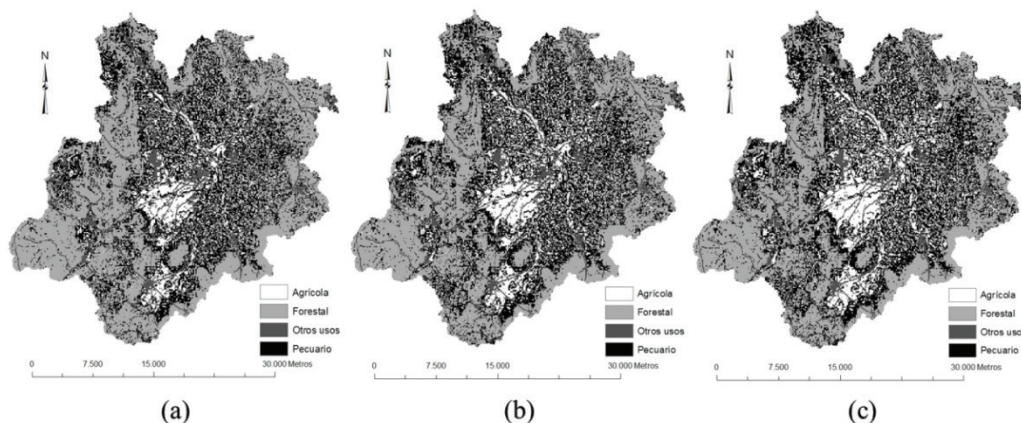 N
Agrícola
Forestal
Otros usos
Pecuario
0 7.500 15.000 30.000 Metros
(a)
N
Agrícola
Forestal
Otros usos
Pecuario
0 7.500 15.000 30.000 Metros
(b)
N
Agrícola
Forestal
Otros usos
Pecuario
0 7.500 15.000 30.000 Metros
(c)